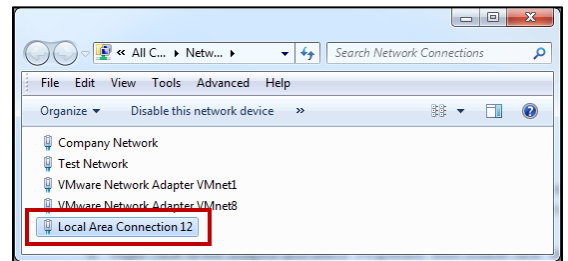 « All C... ▸ Netw... ▸ Search Network Connections
File Edit View Tools Advanced Help
Organize ▾ Disable this network device »
Company Network
Test Network
VMware Network Adapter VMnet1
VMware Network Adapter VMnet8
Local Area Connection 12